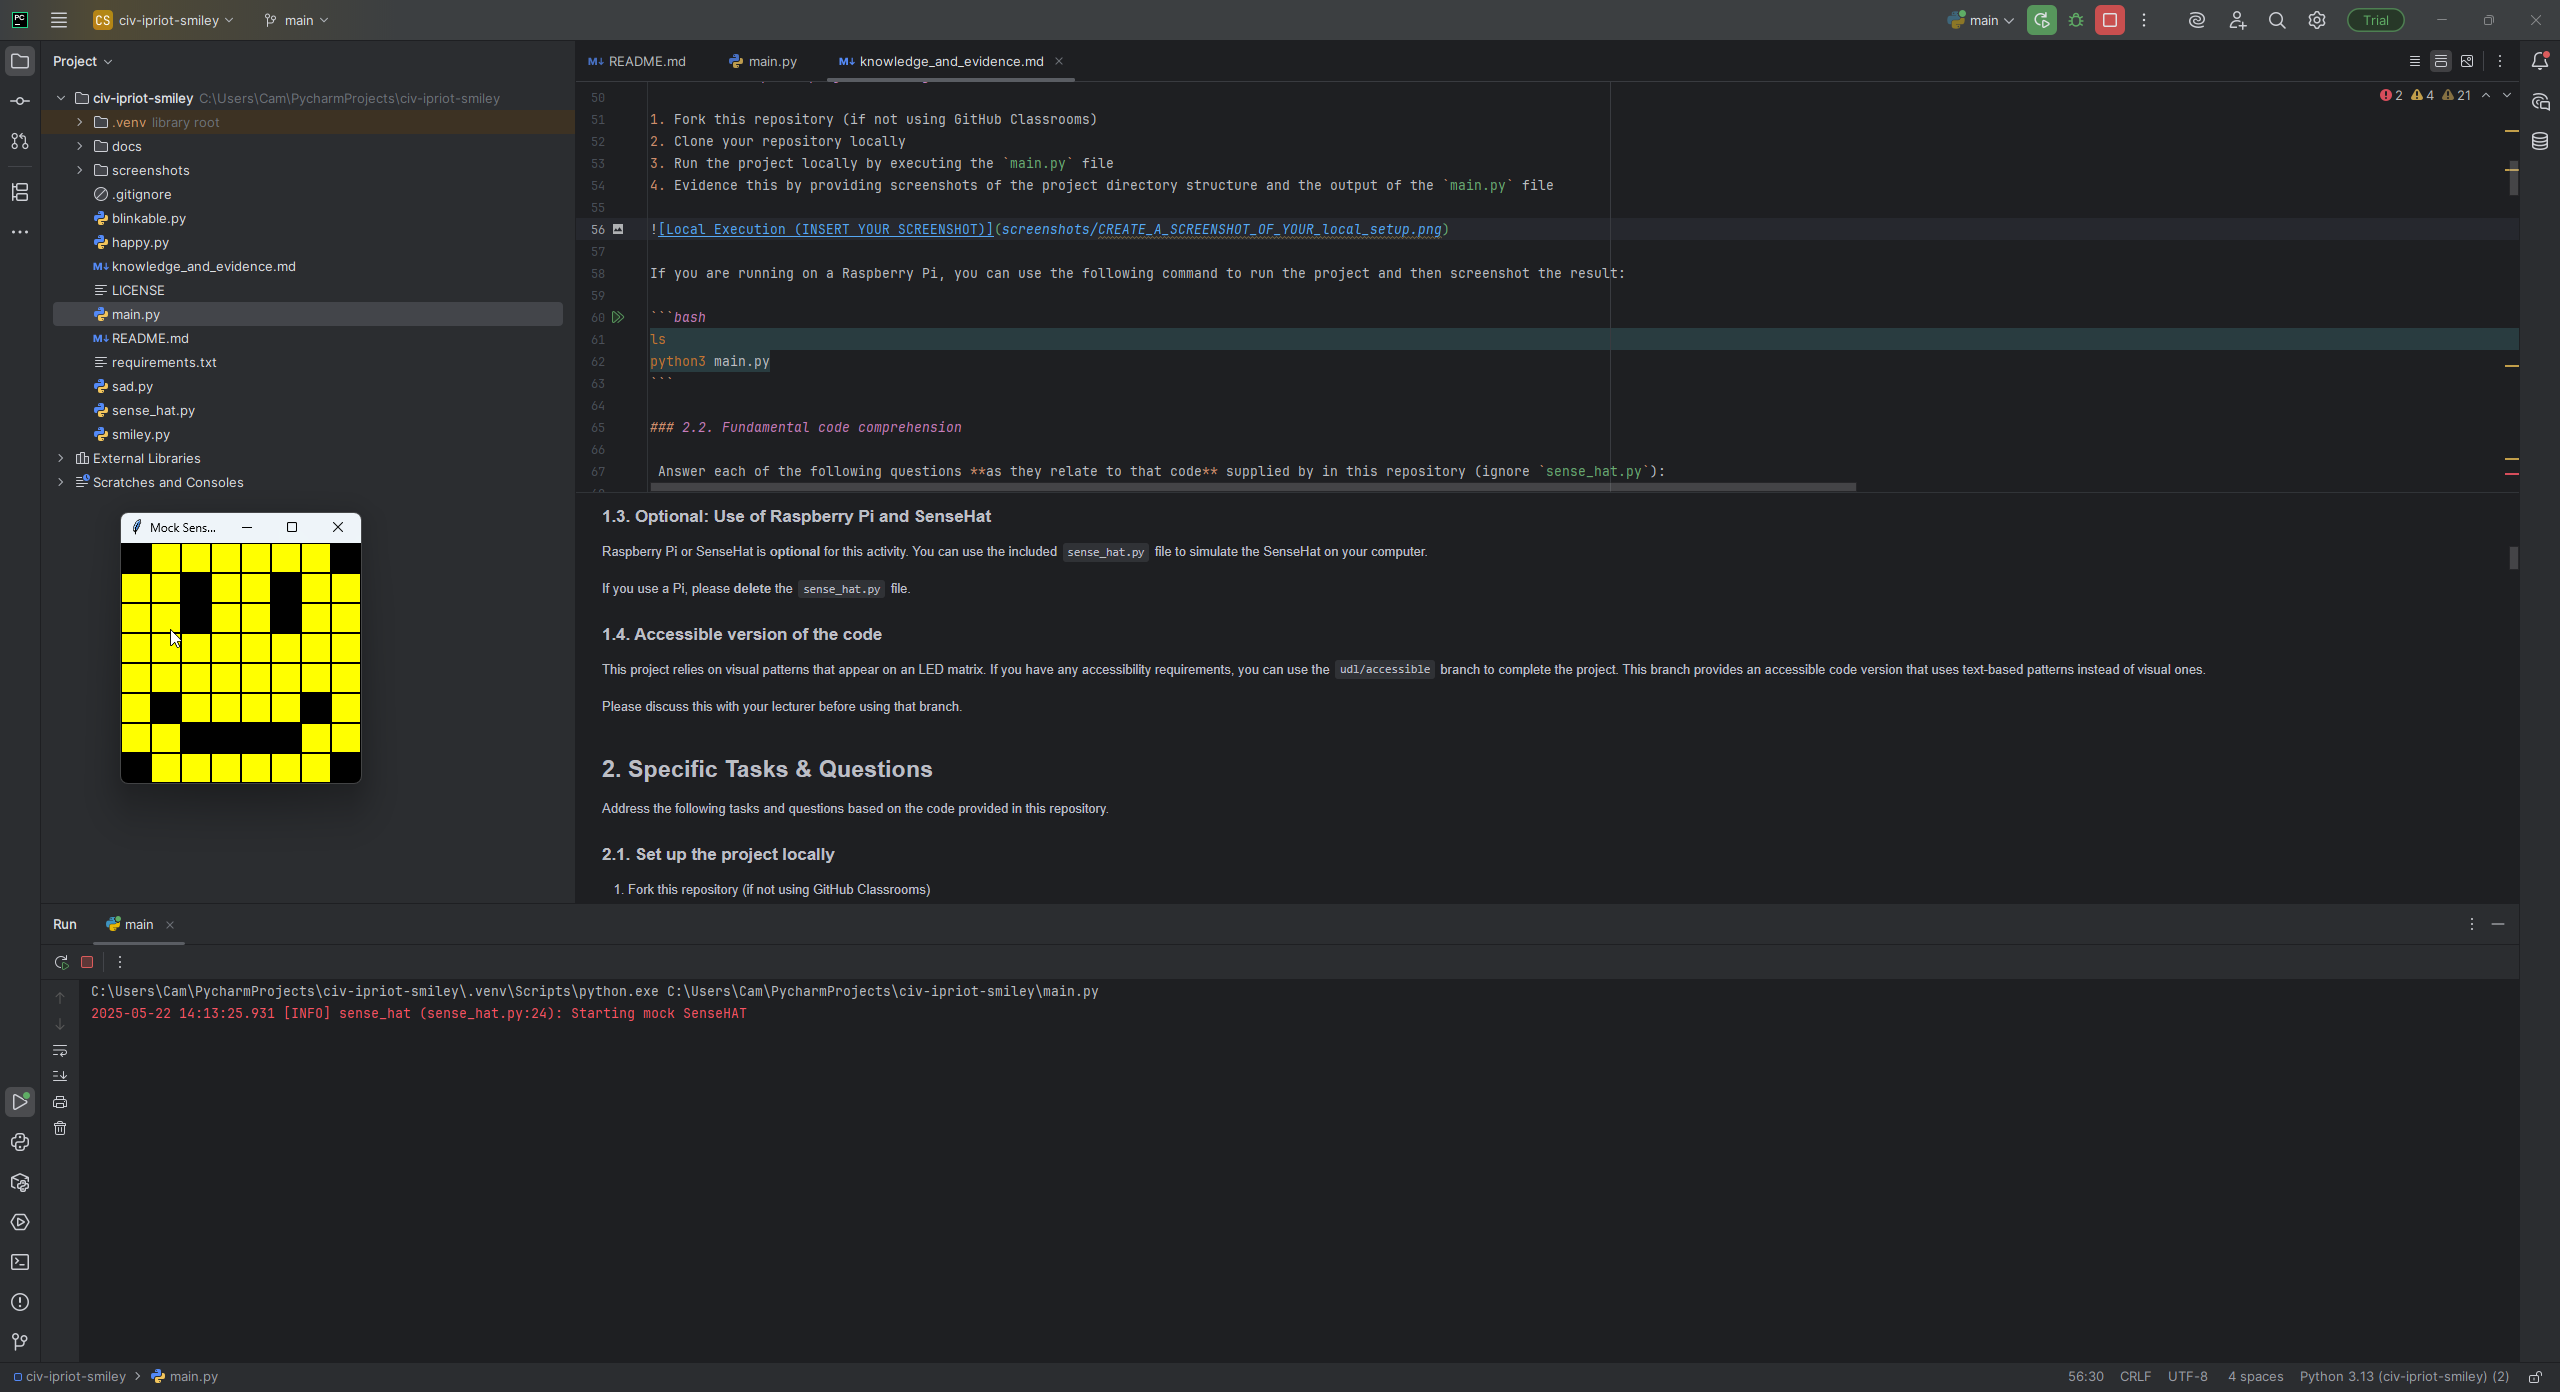 PC
CS civ-ipriot-smiley
main
main
Trial
Project
README.md
main.py
knowledge_and_evidence.md
civ-ipriot-smiley C:\Users\Cam\PycharmProjects\civ-ipriot-smiley
.venv library root
docs
screenshots
.gitignore
blinkable.py
happy.py
knowledge_and_evidence.md
LICENSE
main.py
README.md
requirements.txt
sad.py
sense_hat.py
smiley.py
External Libraries
Scratches and Consoles
Mock Sens...
2 4 21
50
51 1. Fork this repository (if not using GitHub Classrooms)
52 2. Clone your repository locally
53 3. Run the project locally by executing the `main.py` file
54 4. Evidence this by providing screenshots of the project directory structure and the output of the `main.py` file
55
56 ![Local Execution (INSERT YOUR SCREENSHOT)](screenshots/CREATE_A_SCREENSHOT_OF_YOUR_local_setup.png)
57
58 If you are running on a Raspberry Pi, you can use the following command to run the project and then screenshot the result:
59
60 ```bash
61 ls
62 python3 main.py
63 ```
64
65 ### 2.2. Fundamental code comprehension
66
67 Answer each of the following questions **as they relate to that code** supplied by in this repository (ignore `sense_hat.py`):
1.3. Optional: Use of Raspberry Pi and SenseHat
Raspberry Pi or SenseHat is optional for this activity. You can use the included sense_hat.py file to simulate the SenseHat on your computer.
If you use a Pi, please delete the sense_hat.py file.
1.4. Accessible version of the code
This project relies on visual patterns that appear on an LED matrix. If you have any accessibility requirements, you can use the udl/accessible branch to complete the project. This branch provides an accessible code version that uses text-based patterns instead of visual ones.
Please discuss this with your lecturer before using that branch.
2. Specific Tasks & Questions
Address the following tasks and questions based on the code provided in this repository.
2.1. Set up the project locally
1. Fork this repository (if not using GitHub Classrooms)
Run
main
C:\Users\Cam\PycharmProjects\civ-ipriot-smiley\.venv\Scripts\python.exe C:\Users\Cam\PycharmProjects\civ-ipriot-smiley\main.py
2025-05-22 14:13:25.931 [INFO] sense_hat (sense_hat.py:24): Starting mock SenseHAT
civ-ipriot-smiley > main.py
56:30 CRLF UTF-8 4 spaces Python 3.13 (civ-ipriot-smiley) (2)